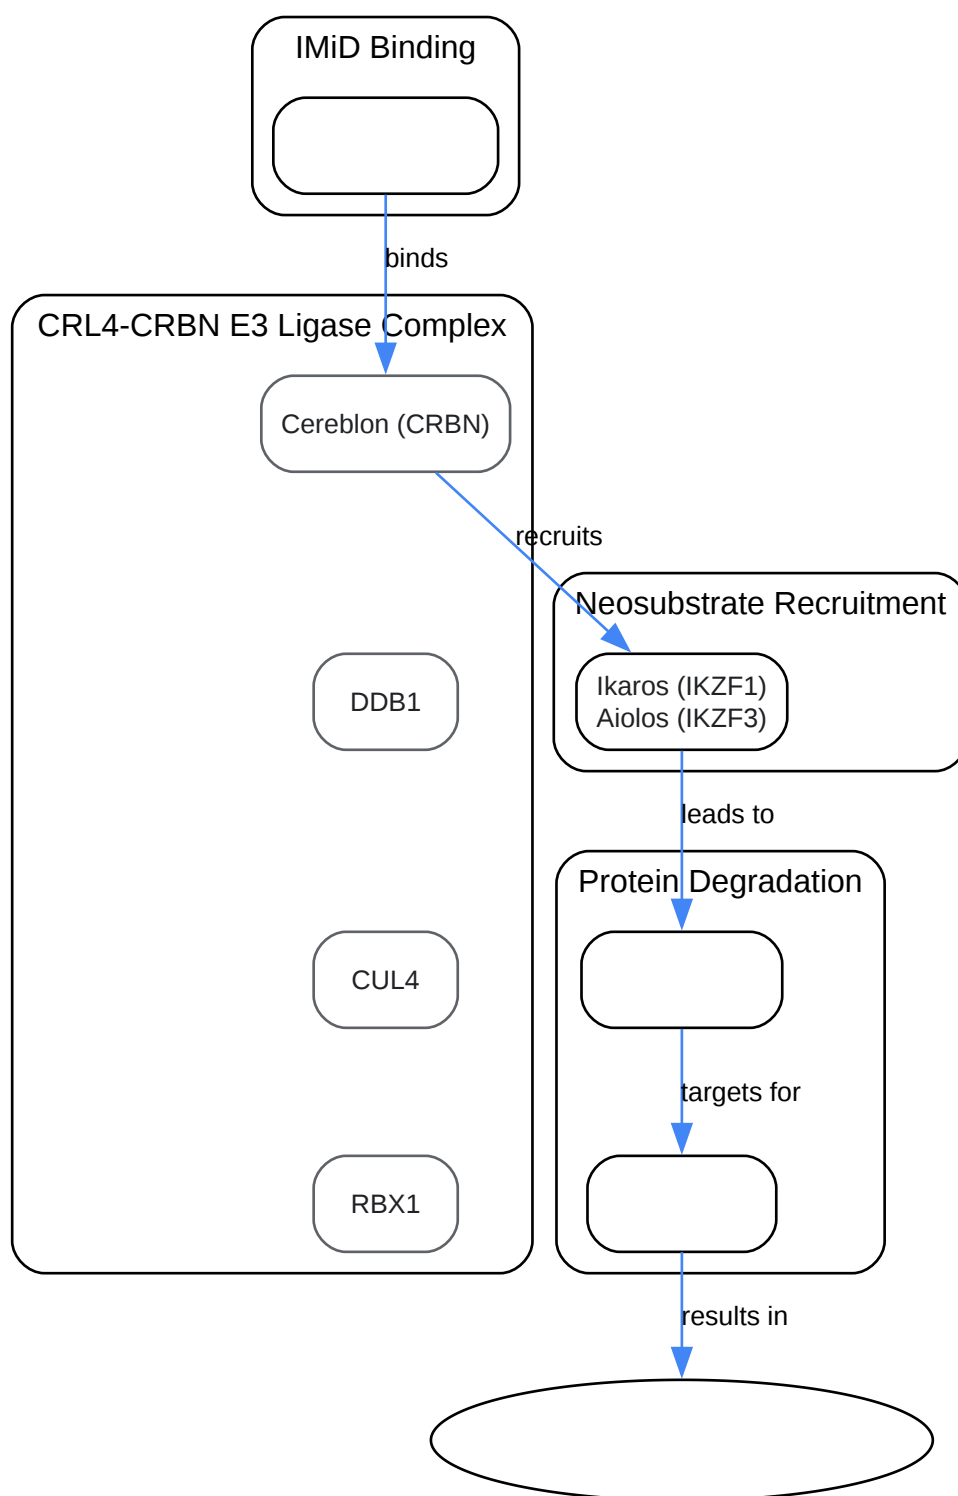 IMiD Binding
binds
CRL4-CRBN E3 Ligase Complex
Cereblon (CRBN)
recruits
Neosubstrate Recruitment
Ikaros (IKZF1)
Aiolos (IKZF3)
DDB1
leads to
Protein Degradation
CUL4
targets for
RBX1
results in